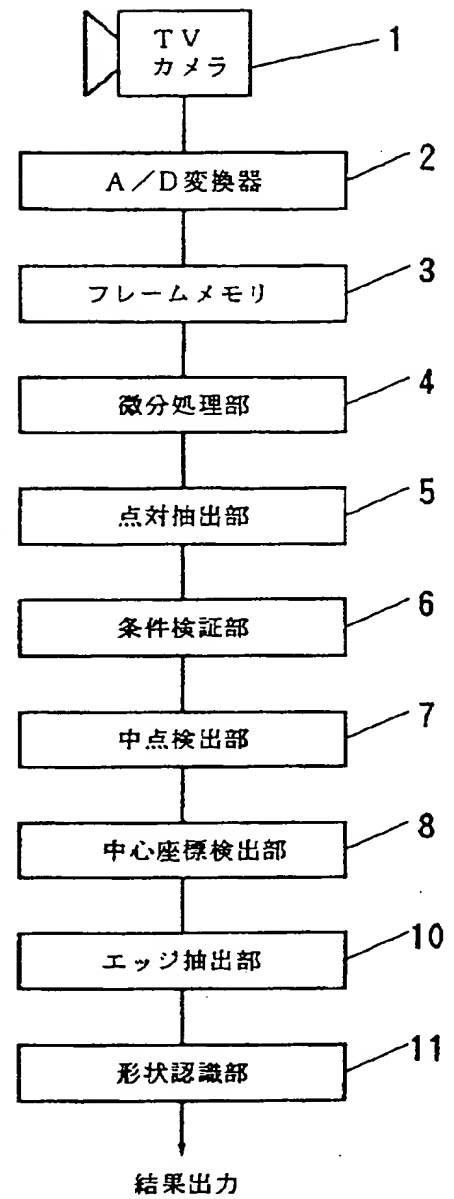 TV
カメラ
1
A/D変換器
2
フレームメモリ
3
微分処理部
4
点対抽出部
5
条件検証部
6
中点検出部
7
中心座標検出部
8
エッジ抽出部
10
形状認識部
11
結果出力